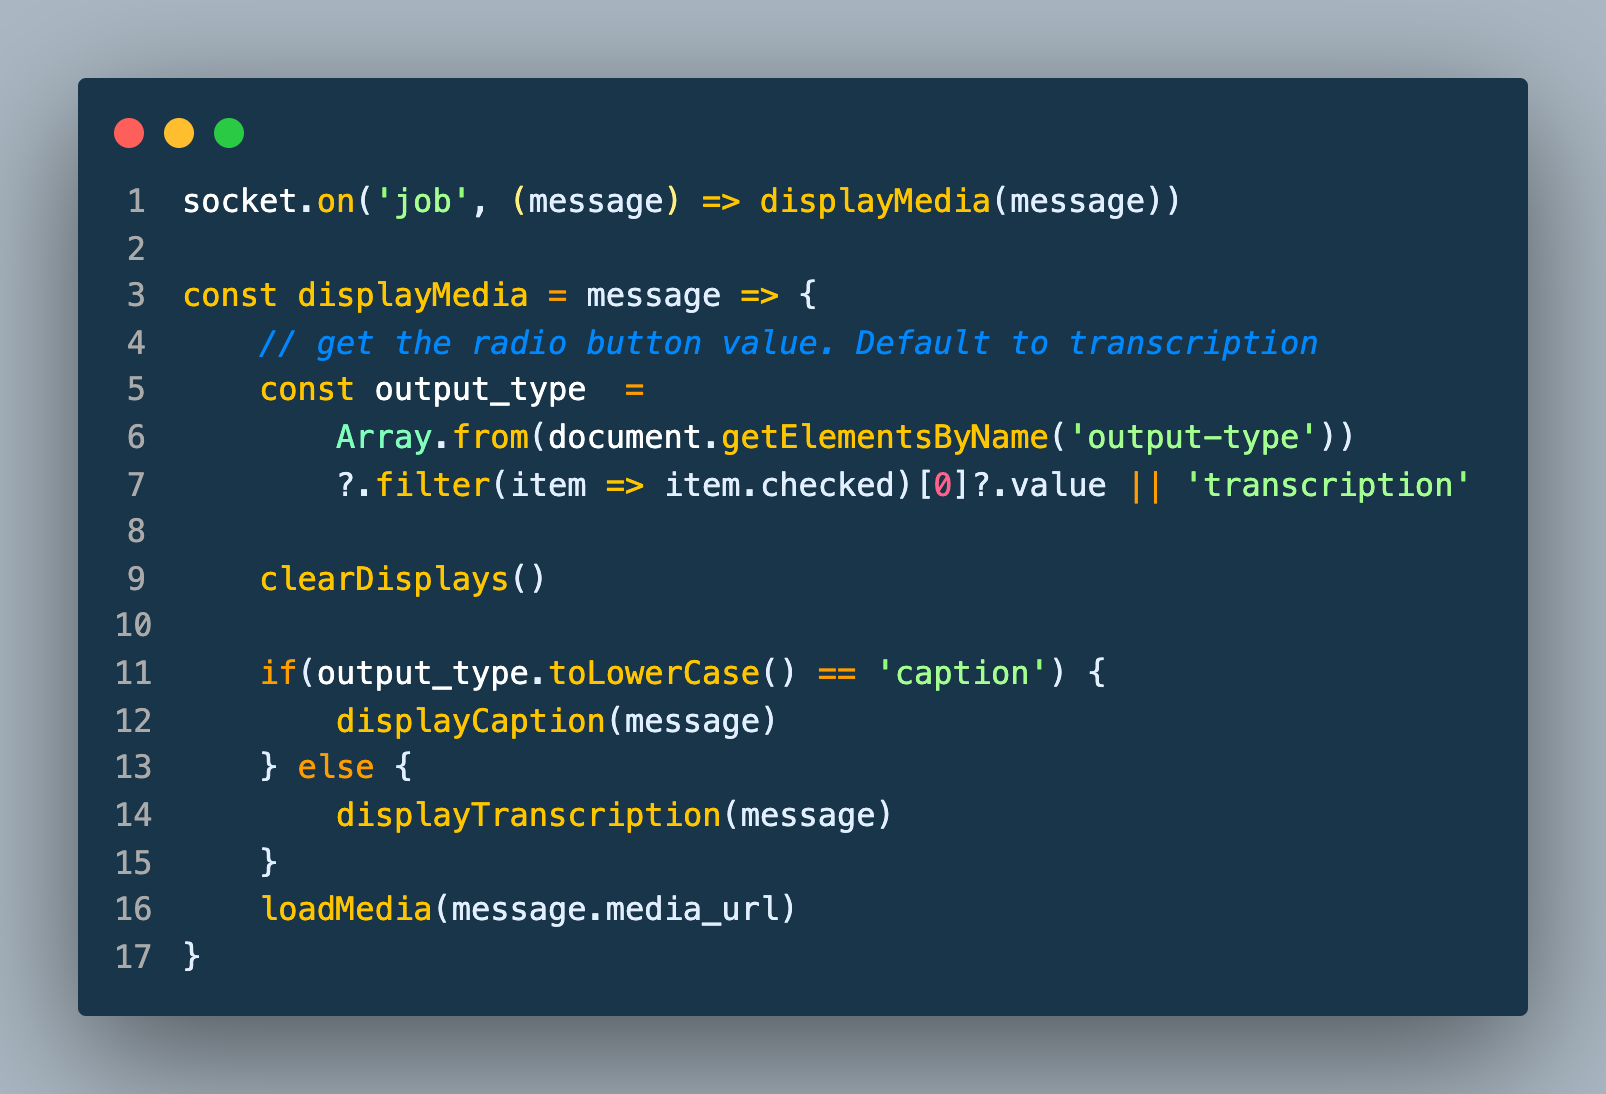 1 socket.on('job', (message) => displayMedia(message))
2
3 const displayMedia = message => {
4     // get the radio button value. Default to transcription
5     const output_type  =
6         Array.from(document.getElementsByName('output-type'))
7         ?.filter(item => item.checked)[0]?.value || 'transcription'
8
9     clearDisplays()
10
11     if(output_type.toLowerCase() == 'caption') {
12         displayCaption(message)
13     } else {
14         displayTranscription(message)
15     }
16     loadMedia(message.media_url)
17 }